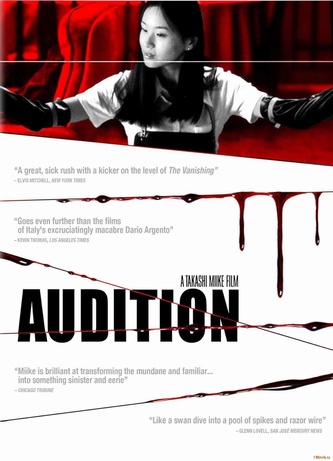 “A great, sick rush with a kicker on the level of The Vanishing”
– ELVIS MITCHELL, NEW YORK TIMES
“Goes even further than the films
of Italy's excruciatingly macabre Dario Argento”
– KEVIN THOMAS, LOS ANGELES TIMES
A TAKASHI MIIKE FILM
AUDITION
“Miike is brilliant at transforming the mundane and familiar...
into something sinister and eerie”
– CHICAGO TRIBUNE
“Like a swan dive into a pool of spikes and razor wire”
– GLENN LOVELL, SAN JOSE MERCURY NEWS